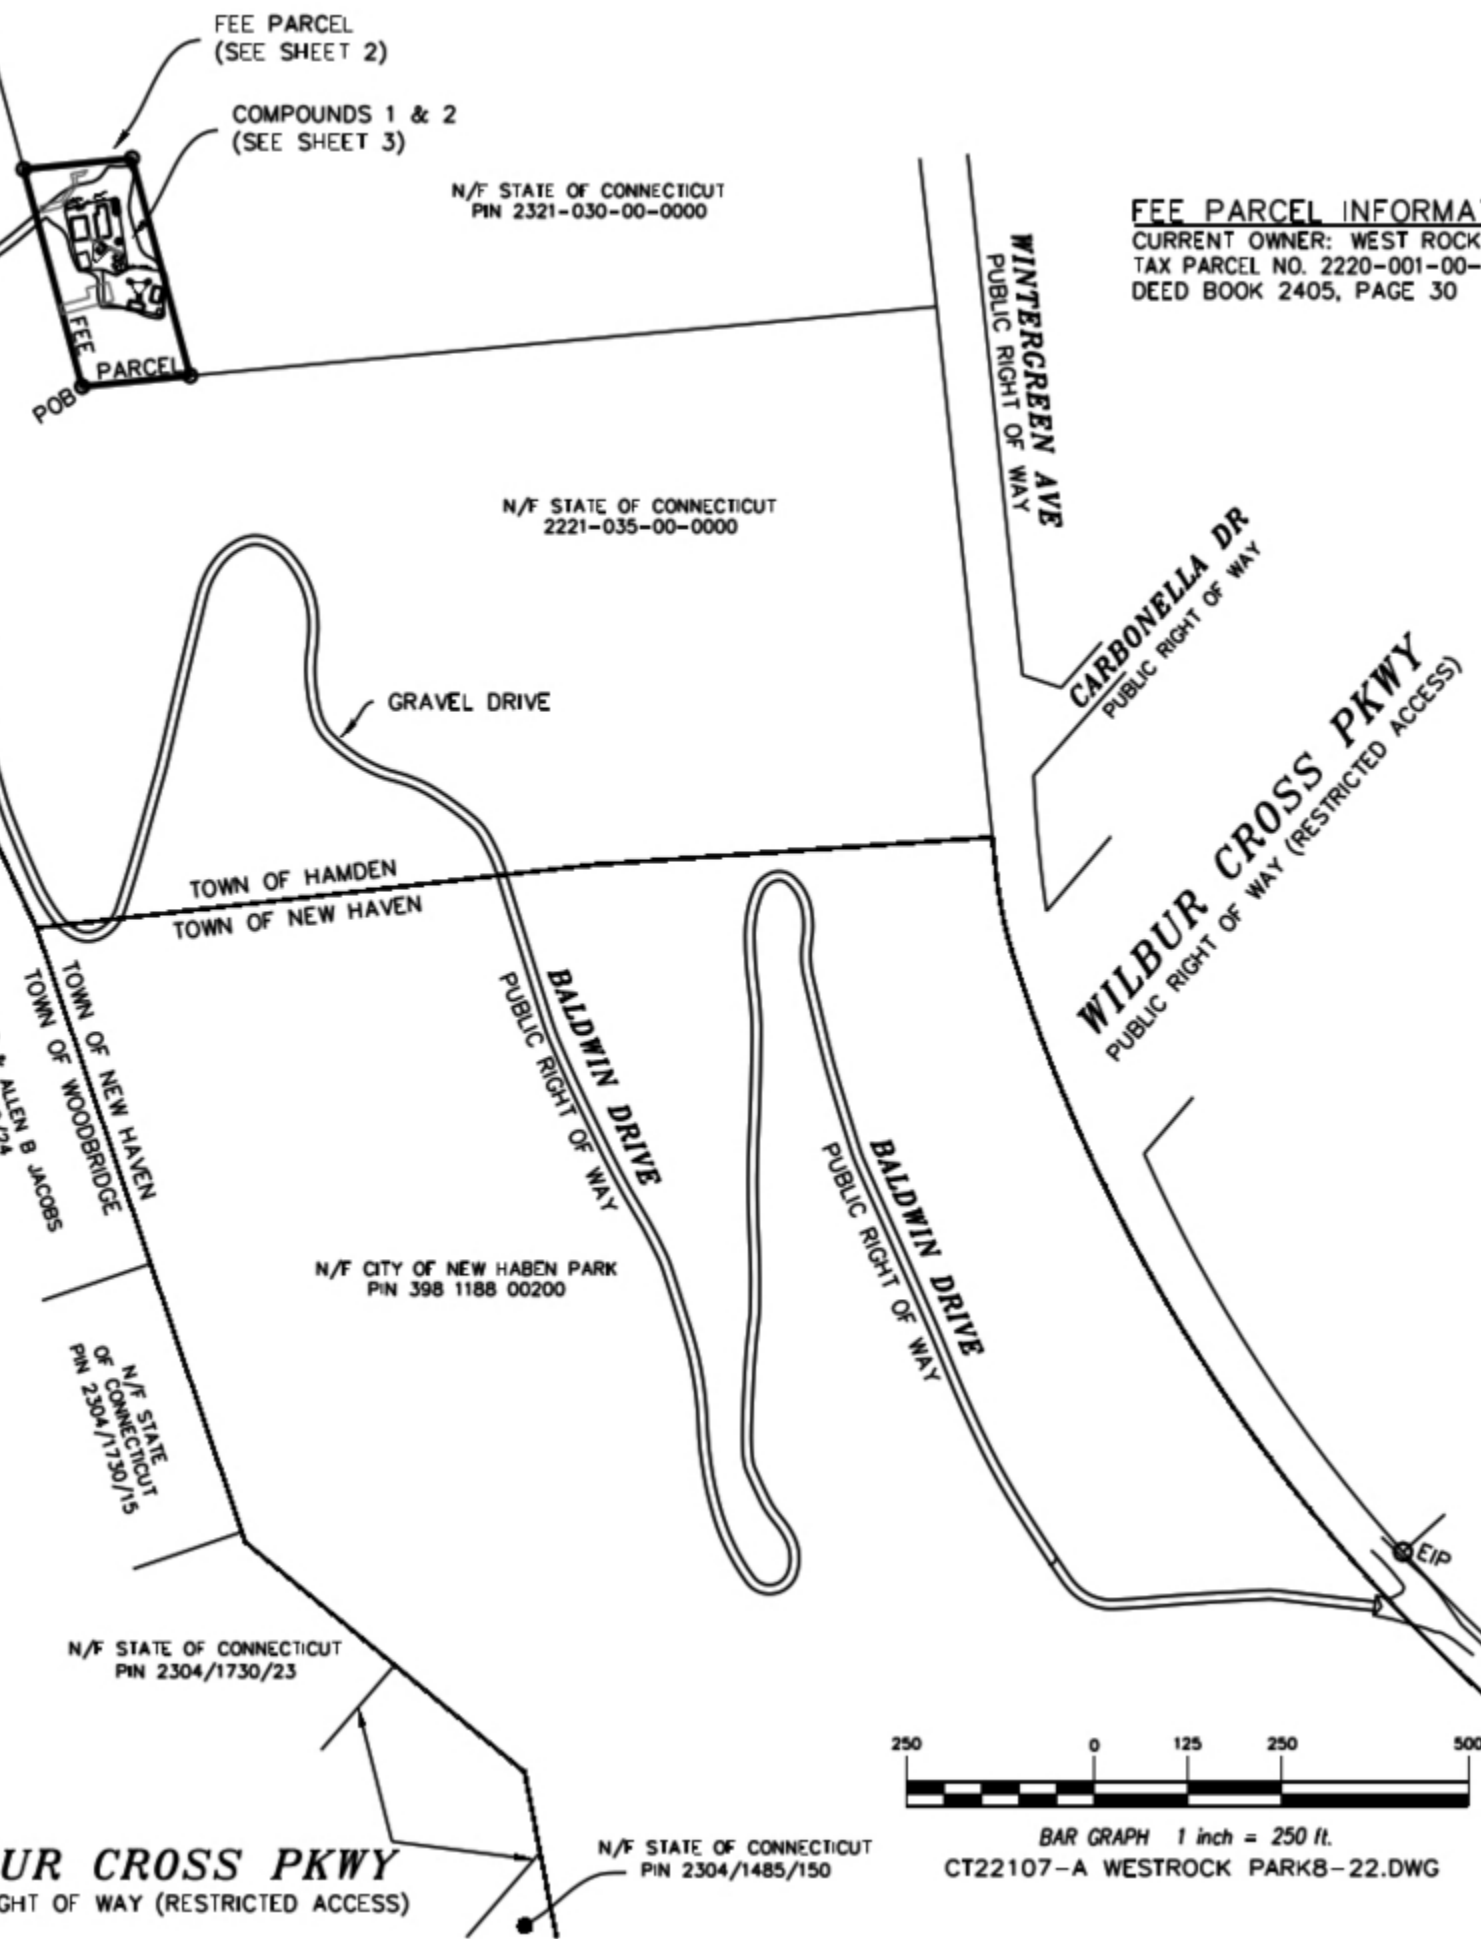 FEE PARCEL
(SEE SHEET 2)
COMPOUNDS 1 & 2
(SEE SHEET 3)
N/F STATE OF CONNECTICUT
PIN 2321-030-00-0000
FEE PARCEL INFORMA
CURRENT OWNER: WEST ROCK
TAX PARCEL NO. 2220-001-00-
DEED BOOK 2405, PAGE 30
WINTERGREEN AVE
PUBLIC RIGHT OF WAY
FEE
PARCEL
POB
N/F STATE OF CONNECTICUT
2221-035-00-0000
CARBONELLA DR
PUBLIC RIGHT OF WAY
GRAVEL DRIVE
WILBUR CROSS PKWY
PUBLIC RIGHT OF WAY (RESTRICTED ACCESS)
TOWN OF HAMDEN
TOWN OF NEW HAVEN
TOWN OF NEW HAVEN
TOWN OF WOODBRIDGE
& ALLEN B JACOBS
/24
BALDWIN DRIVE
PUBLIC RIGHT OF WAY
BALDWIN DRIVE
PUBLIC RIGHT OF WAY
N/F CITY OF NEW HABEN PARK
PIN 398 1188 00200
N/F STATE
OF CONNECTICUT
PIN 2304/1730/15
EIP
N/F STATE OF CONNECTICUT
PIN 2304/1730/23
250 0 125 250 500
BAR GRAPH 1 inch = 250 ft.
CT22107-A WESTROCK PARK8-22.DWG
N/F STATE OF CONNECTICUT
PIN 2304/1485/150
UR CROSS PKWY
GHT OF WAY (RESTRICTED ACCESS)